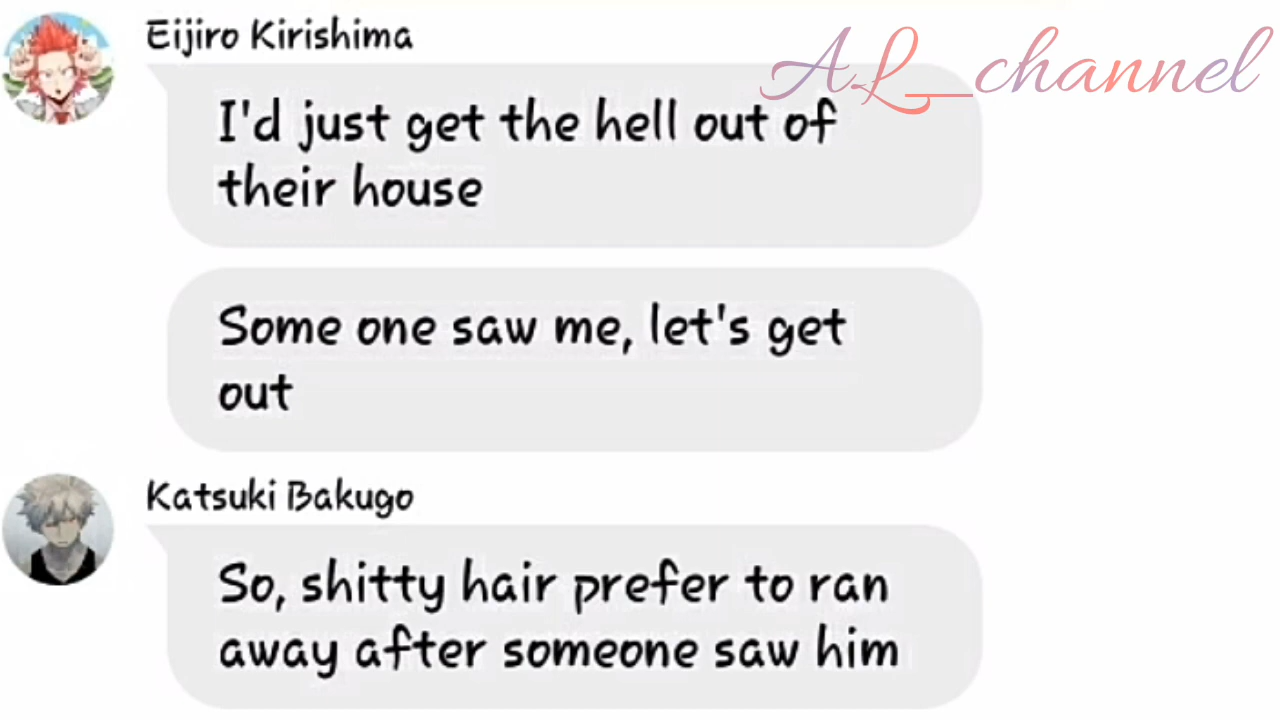 Eijiro Kirishima
AL_channel
I'd just get the hell out of
their house
Some one saw me, let's get
out
Katsuki Bakugo
So, shitty hair prefer to ran
away after someone saw him